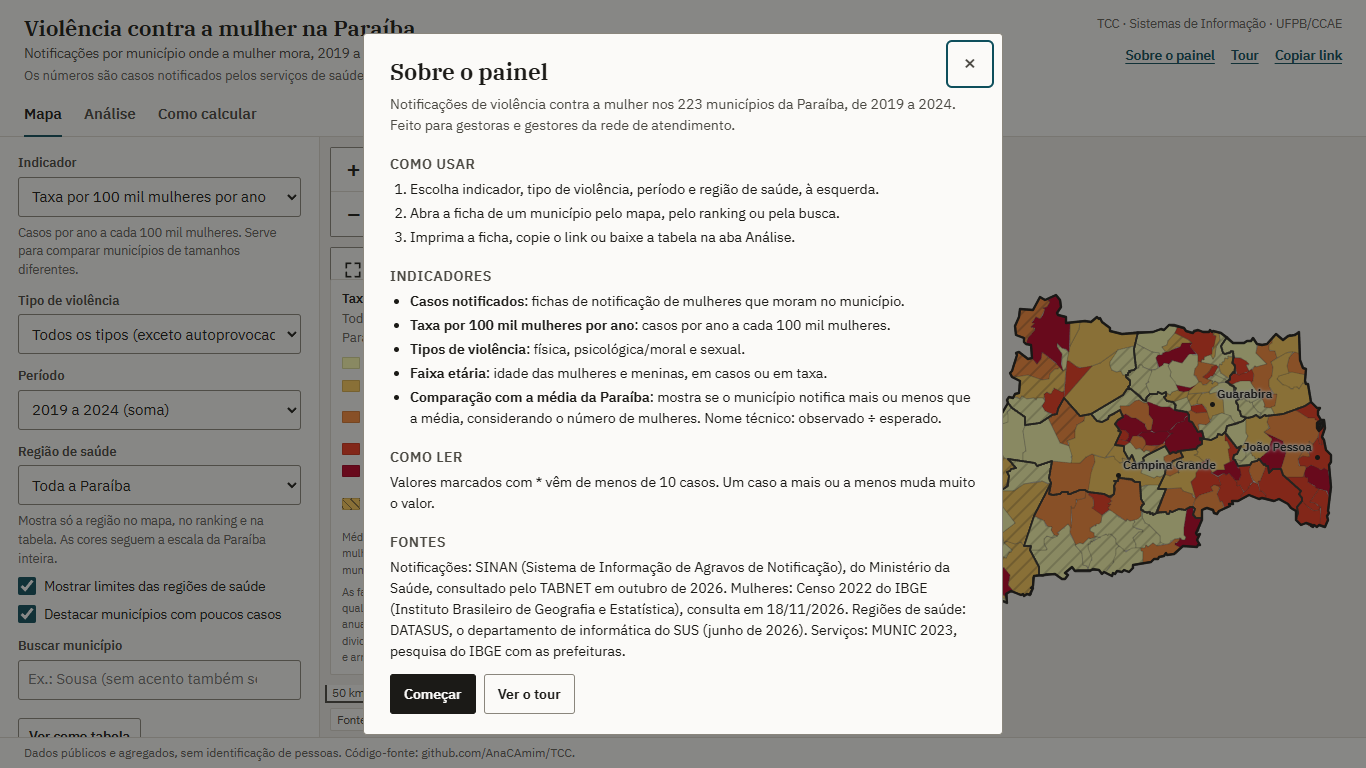 Violência contra a mulher na Paraíba
Notificações por município onde a mulher mora, 2019 a
Os números são casos notificados pelos serviços de saúde
TCC · Sistemas de Informação · UFPB/CCAE
Sobre o painel Tour Copiar link
Mapa Análise Como calcular
Indicador
Taxa por 100 mil mulheres por ano
Casos por ano a cada 100 mil mulheres. Serve
para comparar municípios de tamanhos
diferentes.
Tipo de violência
Todos os tipos (exceto autoprovocac
Período
2019 a 2024 (soma)
Região de saúde
Toda a Paraíba
Mostra só a região no mapa, no ranking e na
tabela. As cores seguem a escala da Paraíba
inteira.
Mostrar limites das regiões de saúde
Destacar municípios com poucos casos
Buscar município
Ex.: Sousa (sem acento também se
Ver como tabela
+
−
Tax
Tod
Para
Méd
mulh
mun
As fa
qual
anua
divid
e arr
50 km
Fonte
Sobre o painel
×
Notificações de violência contra a mulher nos 223 municípios da Paraíba, de 2019 a 2024.
Feito para gestoras e gestores da rede de atendimento.
COMO USAR
1. Escolha indicador, tipo de violência, período e região de saúde, à esquerda.
2. Abra a ficha de um município pelo mapa, pelo ranking ou pela busca.
3. Imprima a ficha, copie o link ou baixe a tabela na aba Análise.
INDICADORES
• Casos notificados: fichas de notificação de mulheres que moram no município.
• Taxa por 100 mil mulheres por ano: casos por ano a cada 100 mil mulheres.
• Tipos de violência: física, psicológica/moral e sexual.
• Faixa etária: idade das mulheres e meninas, em casos ou em taxa.
• Comparação com a média da Paraíba: mostra se o município notifica mais ou menos que
a média, considerando o número de mulheres. Nome técnico: observado ÷ esperado.
COMO LER
Valores marcados com * vêm de menos de 10 casos. Um caso a mais ou a menos muda muito
o valor.
FONTES
Notificações: SINAN (Sistema de Informação de Agravos de Notificação), do Ministério da
Saúde, consultado pelo TABNET em outubro de 2026. Mulheres: Censo 2022 do IBGE
(Instituto Brasileiro de Geografia e Estatística), consulta em 18/11/2026. Regiões de saúde:
DATASUS, o departamento de informática do SUS (junho de 2026). Serviços: MUNIC 2023,
pesquisa do IBGE com as prefeituras.
Começar Ver o tour
Guarabira
João Pessoa
Campina Grande
Dados públicos e agregados, sem identificação de pessoas. Código-fonte: github.com/AnaCAmim/TCC.